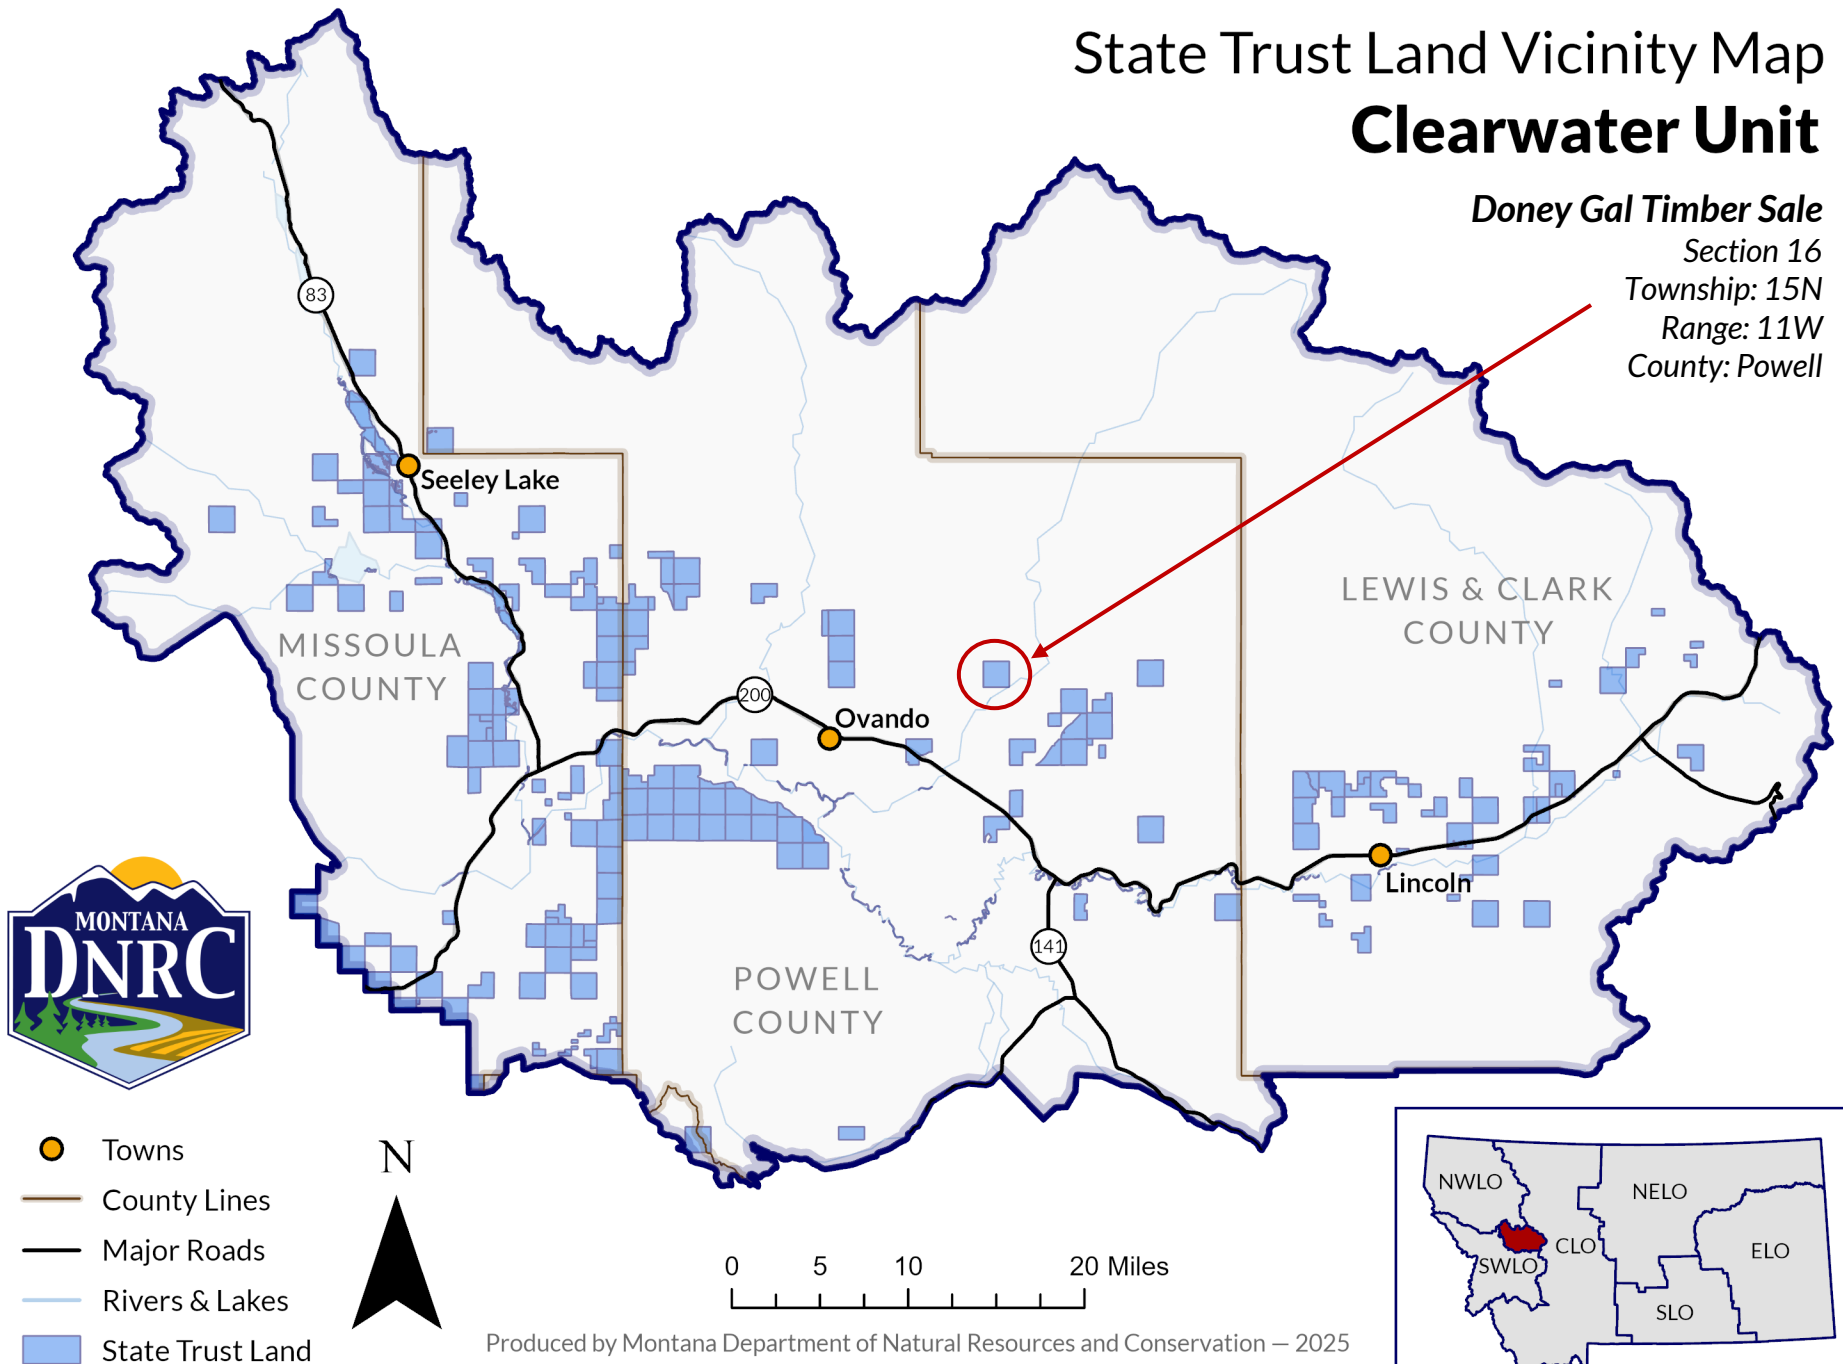 State Trust Land Vicinity Map
Clearwater Unit
Doney Gal Timber Sale
Section 16
Township: 15N
Range: 11W
County: Powell
83
Seeley Lake
LEWIS & CLARK
COUNTY
MISSOULA
COUNTY
200
Ovando
Lincoln
141
POWELL
COUNTY
MONTANA
DNRC
Towns
County Lines
Major Roads
Rivers & Lakes
State Trust Land
N
0 5 10 20 Miles
Produced by Montana Department of Natural Resources and Conservation — 2025
NWLO
NELO
CLO
ELO
SWLO
SLO